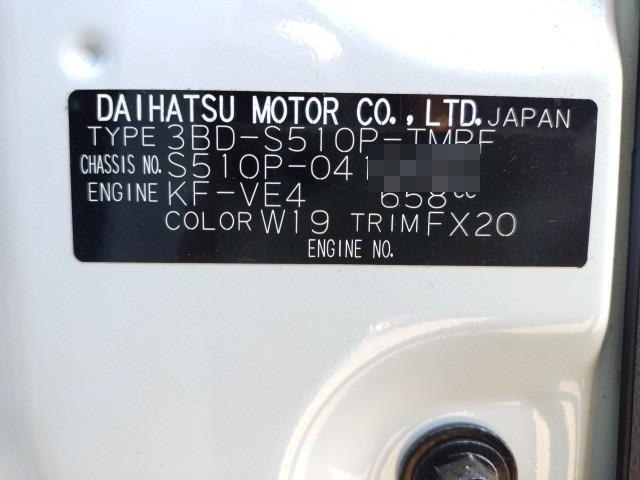 DAIHATSU MOTOR CO., LTD. JAPAN
TYPE 3BD-S510P-TMRF
CHASSIS NO. S510P-041
ENGINE KF-VE4 658cc
COLOR W19 TRIM FX20
ENGINE NO.